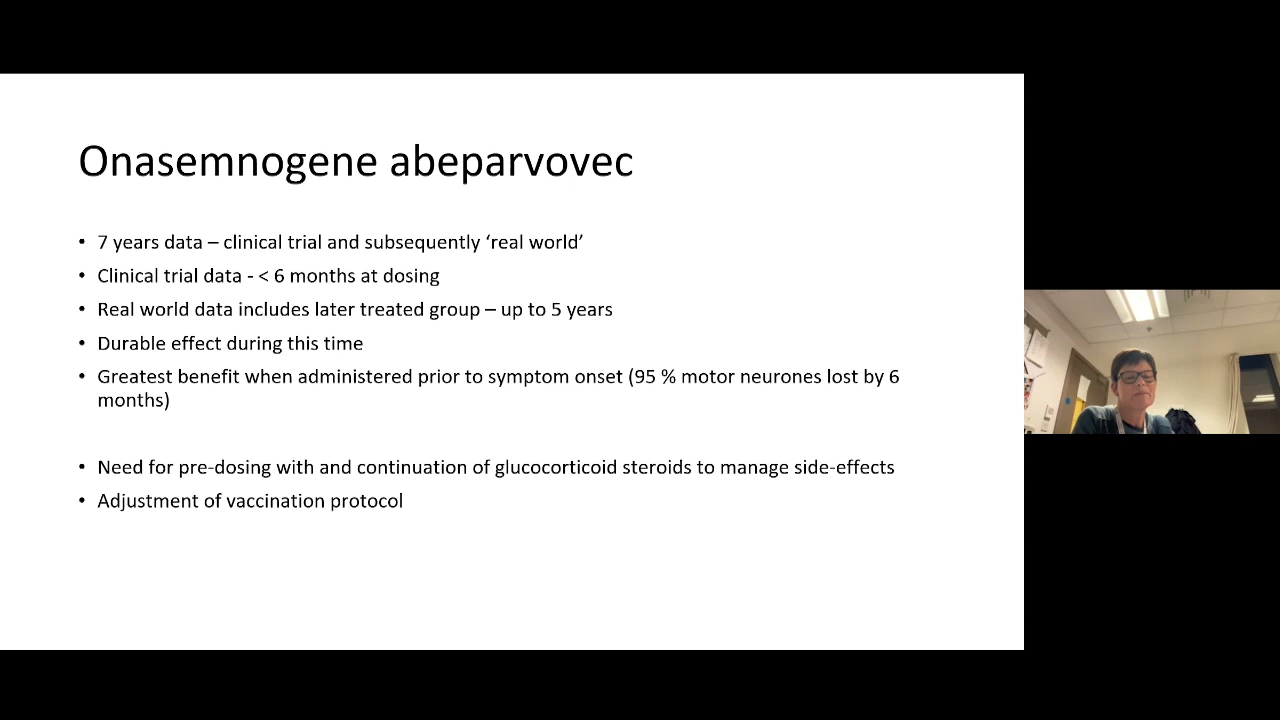 Onasemnogene abeparvovec
• 7 years data – clinical trial and subsequently ‘real world’
• Clinical trial data - < 6 months at dosing
• Real world data includes later treated group – up to 5 years
• Durable effect during this time
• Greatest benefit when administered prior to symptom onset (95 % motor neurones lost by 6
months)
• Need for pre-dosing with and continuation of glucocorticoid steroids to manage side-effects
• Adjustment of vaccination protocol